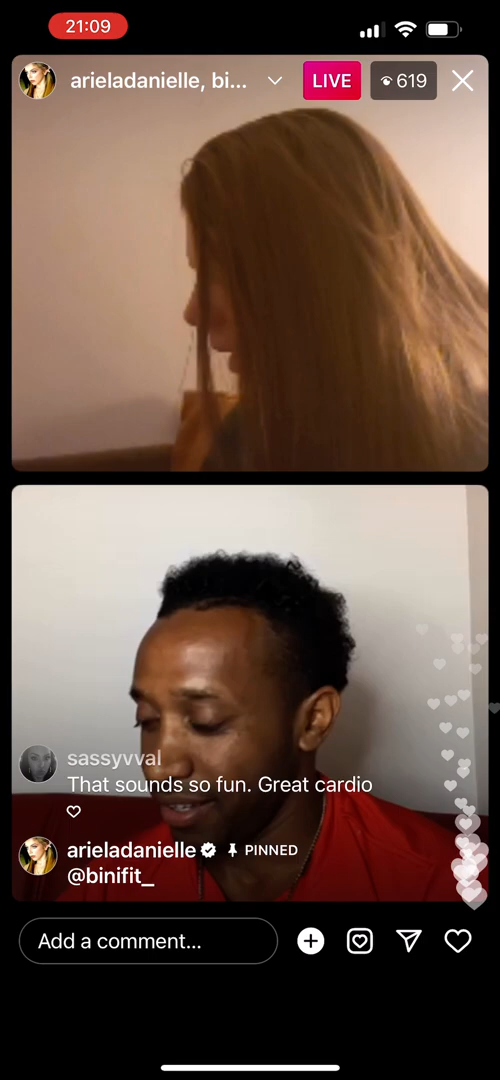 21:09
arieladanielle, bi...
LIVE
619
sassyvval
That sounds so fun. Great cardio
♡
arieladanielle PINNED
@binifit_
Add a comment...